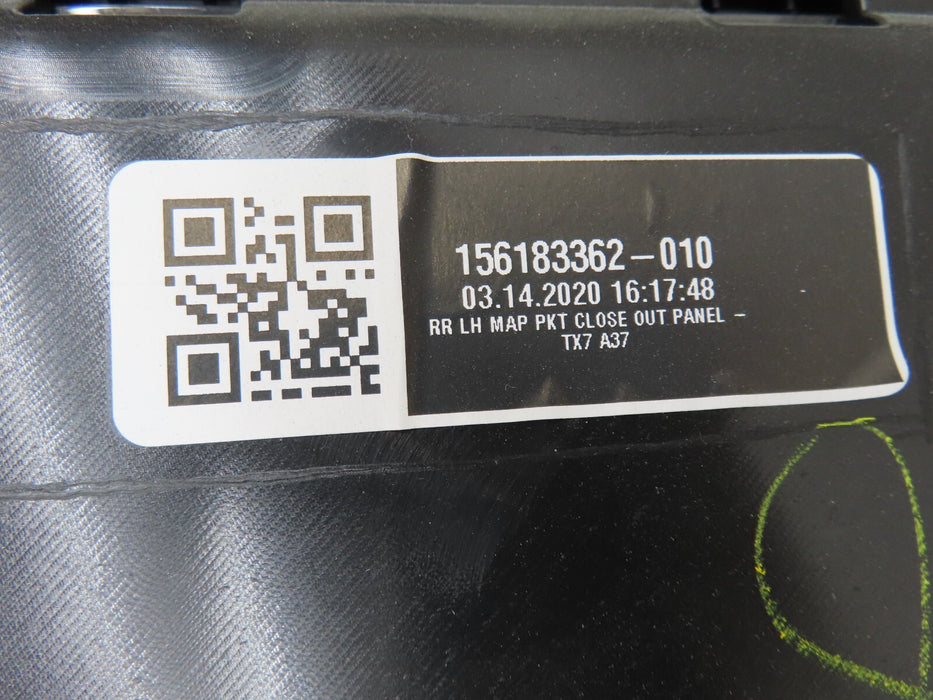 156183362-010
03.14.2020 16:17:48
RR LH MAP PKT CLOSE OUT PANEL -
TX7 A37